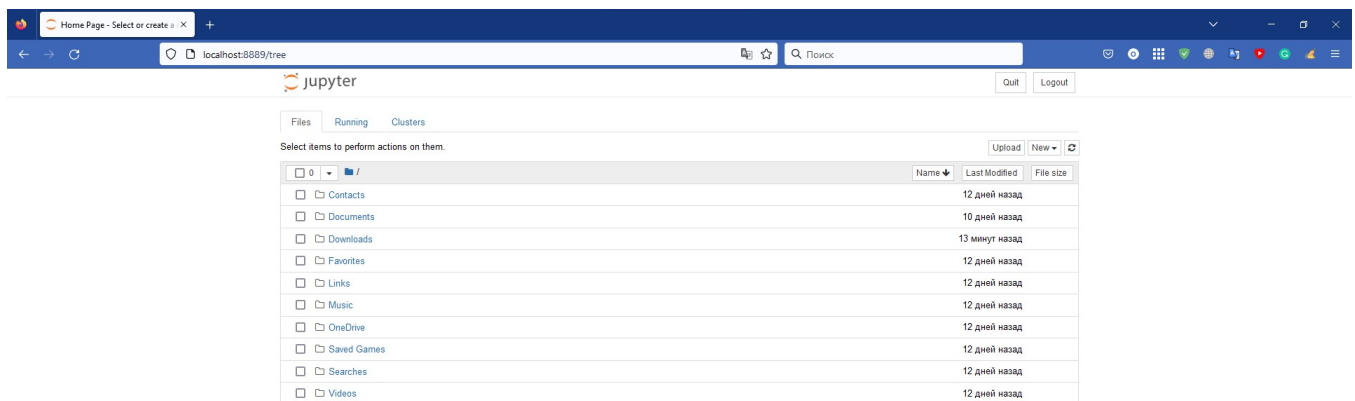 Home Page - Select or create a
localhost:8889/tree
Поиск
jupyter
Quit Logout
Files Running Clusters
Select items to perform actions on them.
Upload New
0 / Name Last Modified File size
Contacts 12 дней назад
Documents 10 дней назад
Downloads 13 минут назад
Favorites 12 дней назад
Links 12 дней назад
Music 12 дней назад
OneDrive 12 дней назад
Saved Games 12 дней назад
Searches 12 дней назад
Videos 12 дней назад